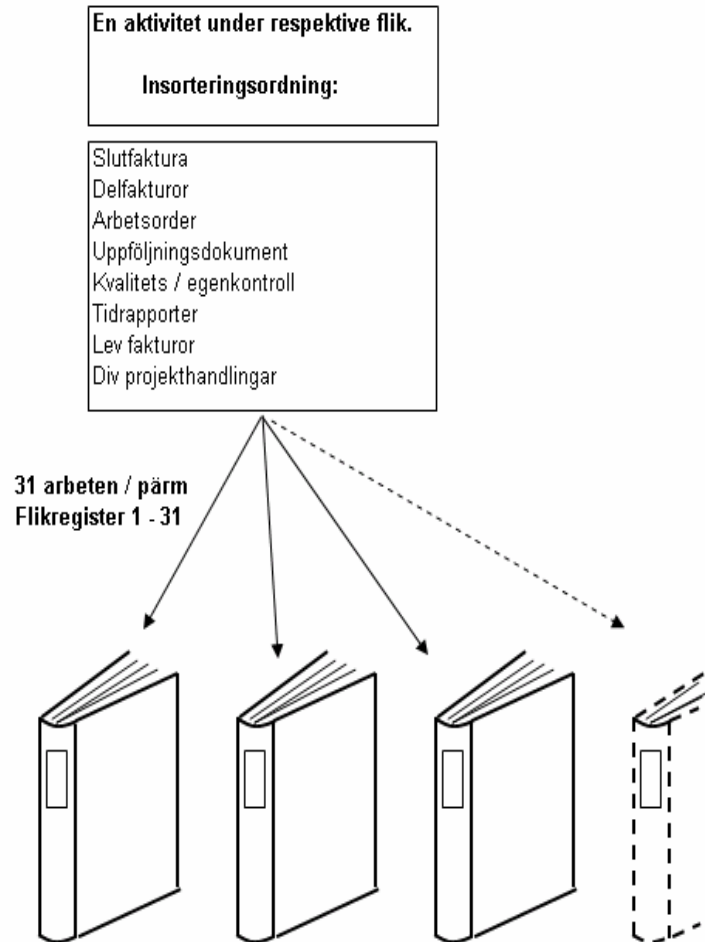 En aktivitet under respektive flik.
Insorteringsordning:
Slutfaktura
Delfakturor
Arbetsorder
Uppföljningsdokument
Kvalitets / egenkontroll
Tidrapporter
Lev fakturor
Div projekthandlingar
31 arbeten / pärm
Flikregister 1 - 31